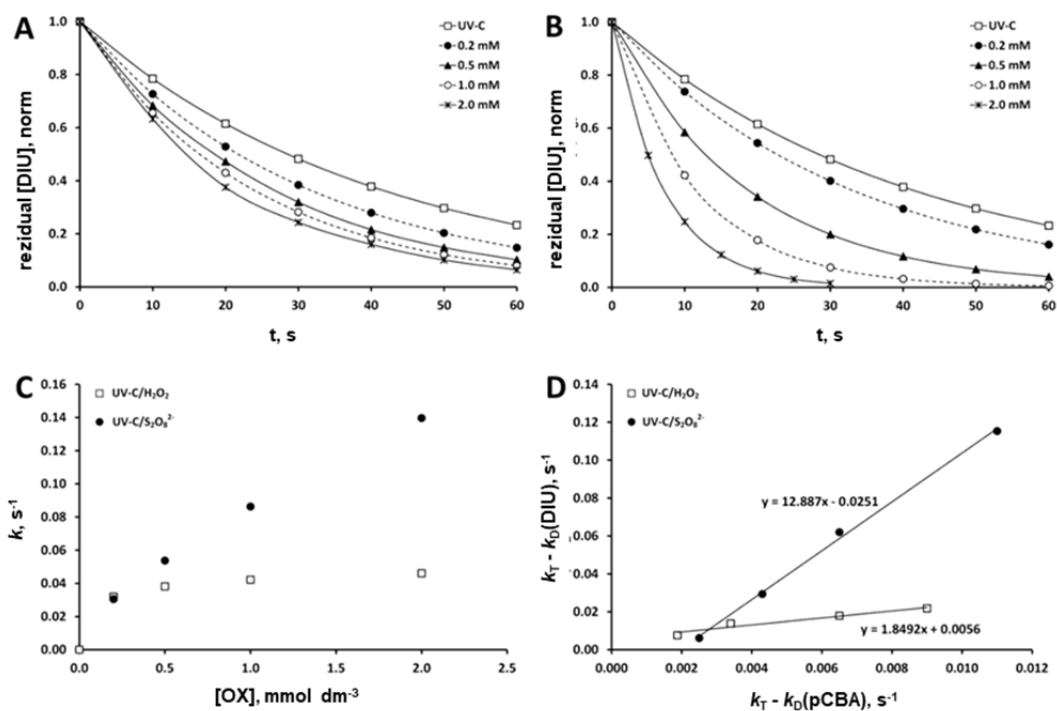 A
rezidual [DIU], norm
1.0
0.8
0.6
0.4
0.2
0.0
0 10 20 30 40 50 60
t, s
UV-C
0.2 mM
0.5 mM
1.0 mM
2.0 mM
B
rezidual [DIU], norm
1.0
0.8
0.6
0.4
0.2
0.0
0 10 20 30 40 50 60
t, s
UV-C
0.2 mM
0.5 mM
1.0 mM
2.0 mM
C
k, s⁻¹
0.16
0.14
0.12
0.10
0.08
0.06
0.04
0.02
0.00
0.0 0.5 1.0 1.5 2.0 2.5
[OX], mmol dm⁻³
UV-C/H₂O₂
UV-C/S₂O₈²⁻
D
k_T - k_D(DIU), s⁻¹
0.14
0.12
0.10
0.08
0.06
0.04
0.02
0.00
0.000 0.002 0.004 0.006 0.008 0.010 0.012
k_T - k_D(pCBA), s⁻¹
UV-C/H₂O₂
UV-C/S₂O₈²⁻
y = 12.887x - 0.0251
y = 1.8492x + 0.0056